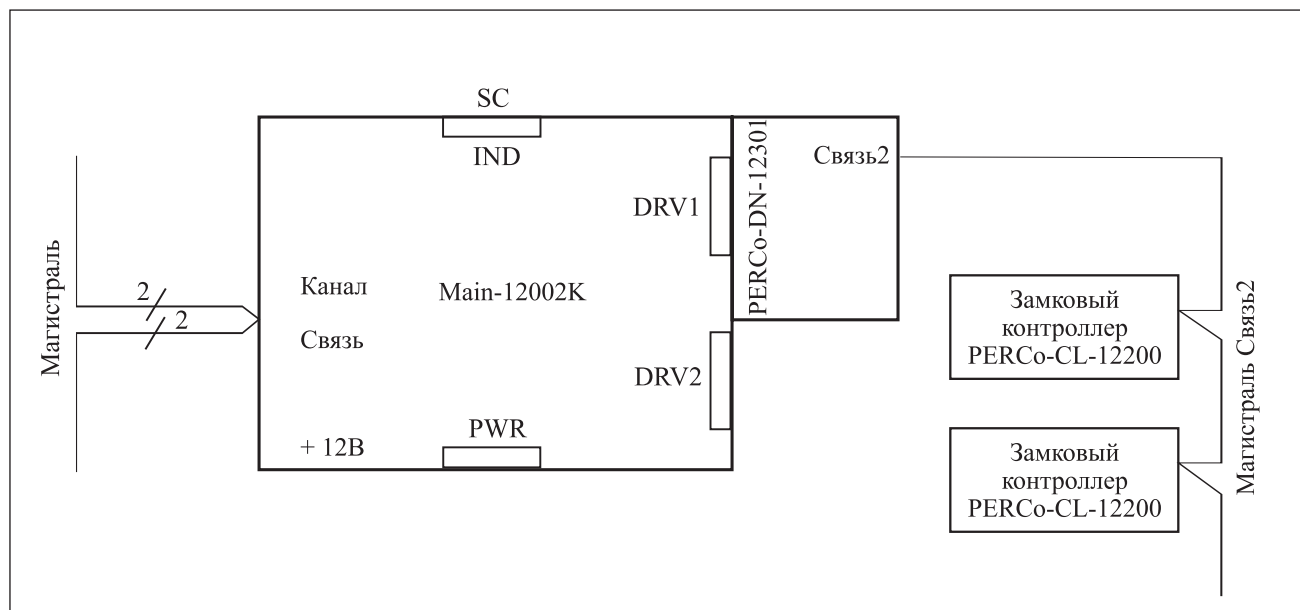 SC
IND
PERCo-DN-12301
Связь2
DRV1
Магистраль
2
2
Канал
Main-12002K
Связь
DRV2
PWR
+ 12В
Замковый
контроллер
PERCo-CL-12200
Замковый
контроллер
PERCo-CL-12200
Магистраль Связь2